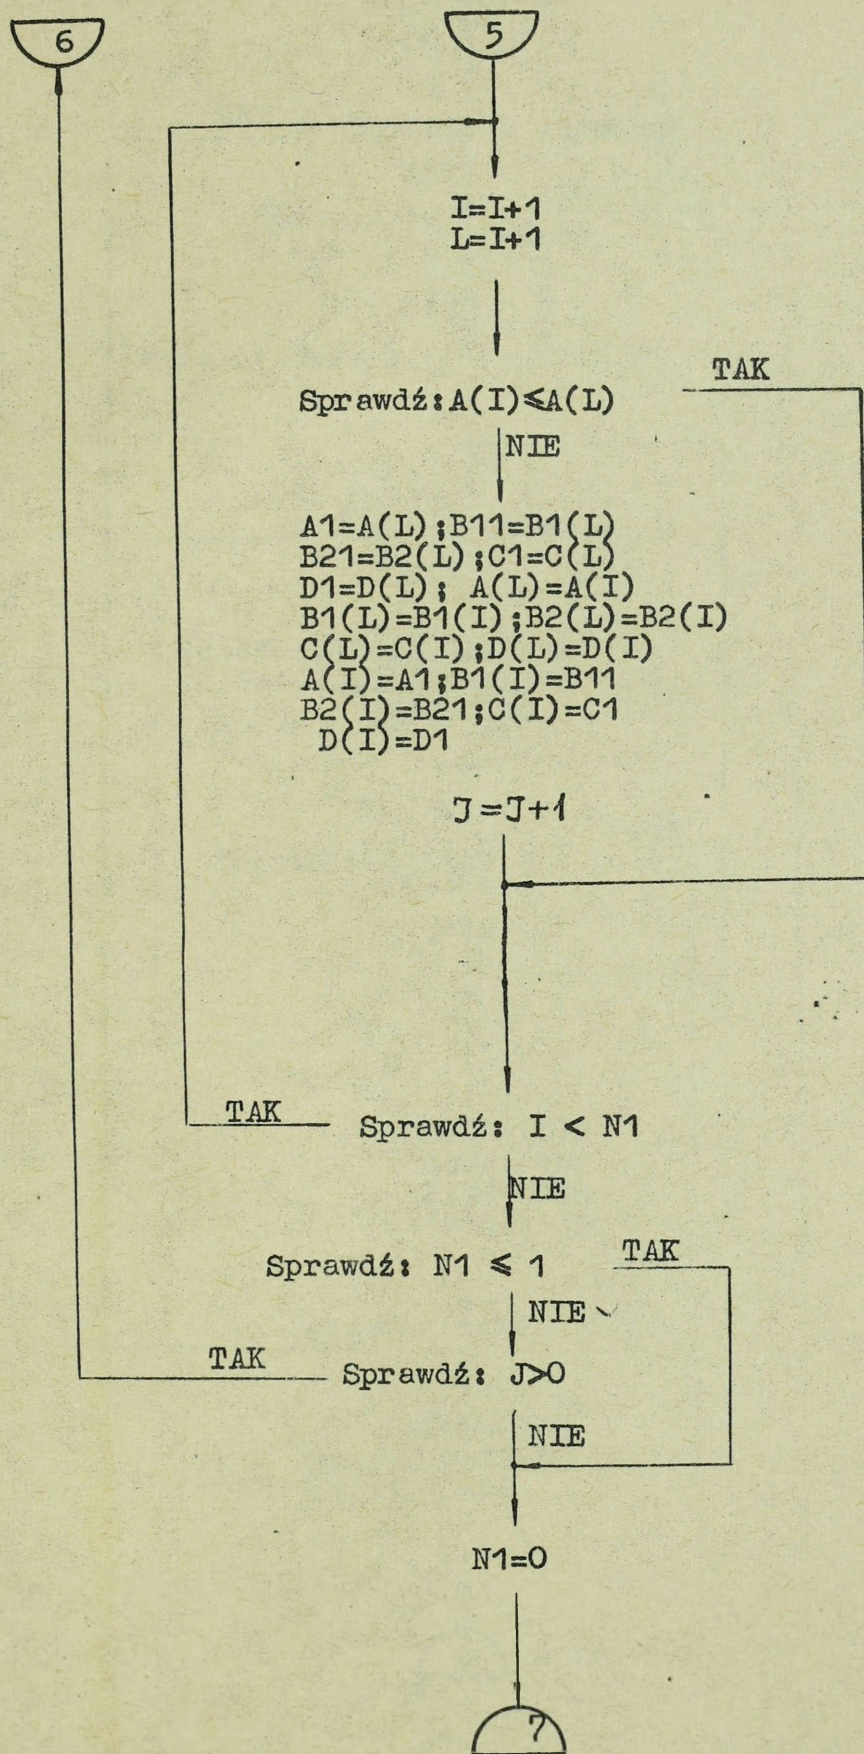 6
5
I=I+1
L=I+1
Sprawdź:A(I)≤A(L)
TAK
NIE
A1=A(L);B11=B1(L)
B21=B2(L);C1=C(L)
D1=D(L); A(L)=A(I)
B1(L)=B1(I);B2(L)=B2(I)
C(L)=C(I);D(L)=D(I)
A(I)=A1;B1(I)=B11
B2(I)=B21;C(I)=C1
D(I)=D1
J=J+1
TAK
Sprawdź: I < N1
NIE
Sprawdź: N1 ≤ 1
TAK
NIE
TAK
Sprawdź: J>0
NIE
N1=0
7